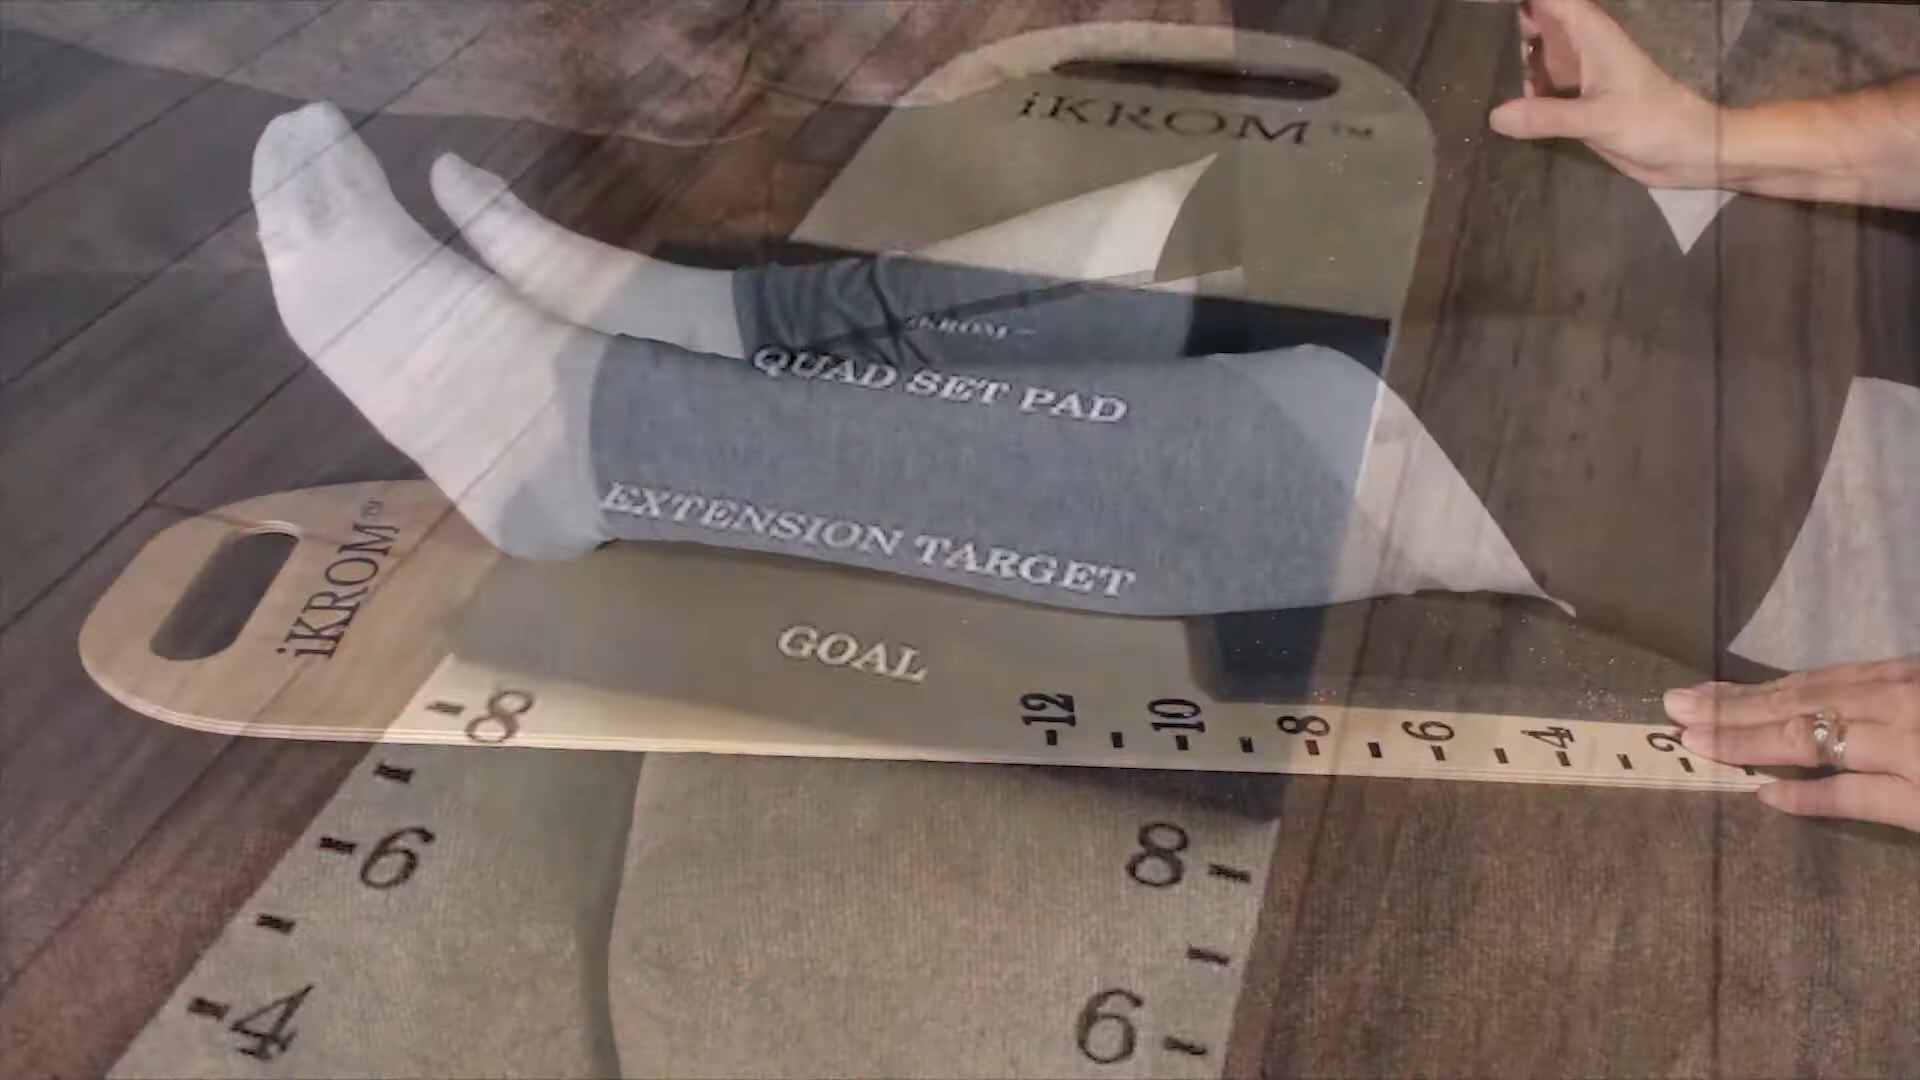 iKROM™
iKROM™
QUAD SET PAD
EXTENSION TARGET
iKROM™
GOAL
-8
-12 - -10 - -8 - -6 - -4 - -2 -
-
-6
8 -
-
-
-4
6 -